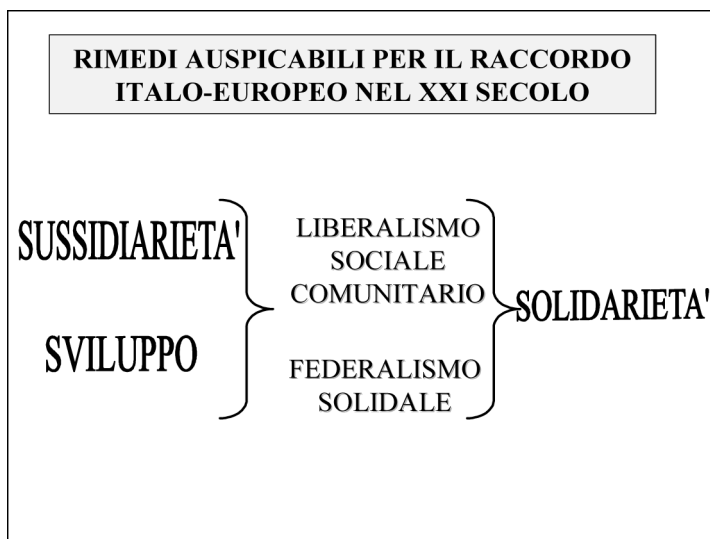 RIMEDI AUSPICABILI PER IL RACCORDO
ITALO-EUROPEO NEL XXI SECOLO
SUSSIDIARIETA'
SVILUPPO
LIBERALISMO
SOCIALE
COMUNITARIO
FEDERALISMO
SOLIDALE
SOLIDARIETA'